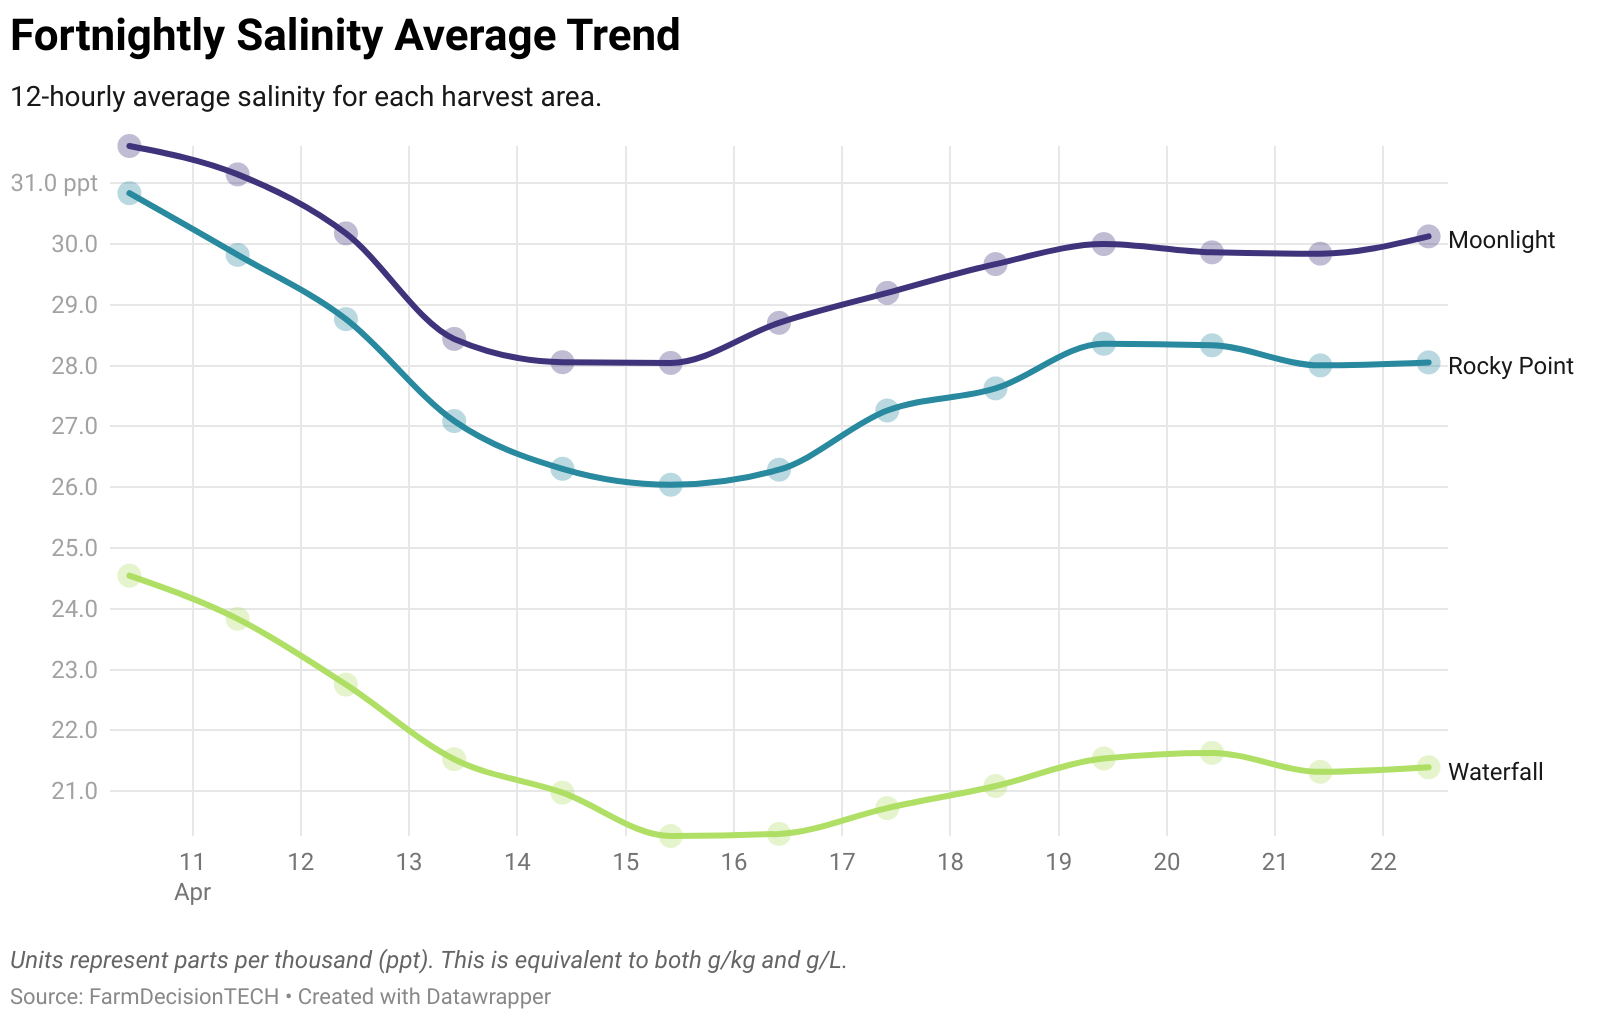 Fortnightly Salinity Average Trend
12-hourly average salinity for each harvest area.
31.0 ppt
30.0
29.0
28.0
27.0
26.0
25.0
24.0
23.0
22.0
21.0
Moonlight
Rocky Point
Waterfall
11 12 13 14 15 16 17 18 19 20 21 22
Apr
Units represent parts per thousand (ppt). This is equivalent to both g/kg and g/L.
Source: FarmDecisionTECH • Created with Datawrapper